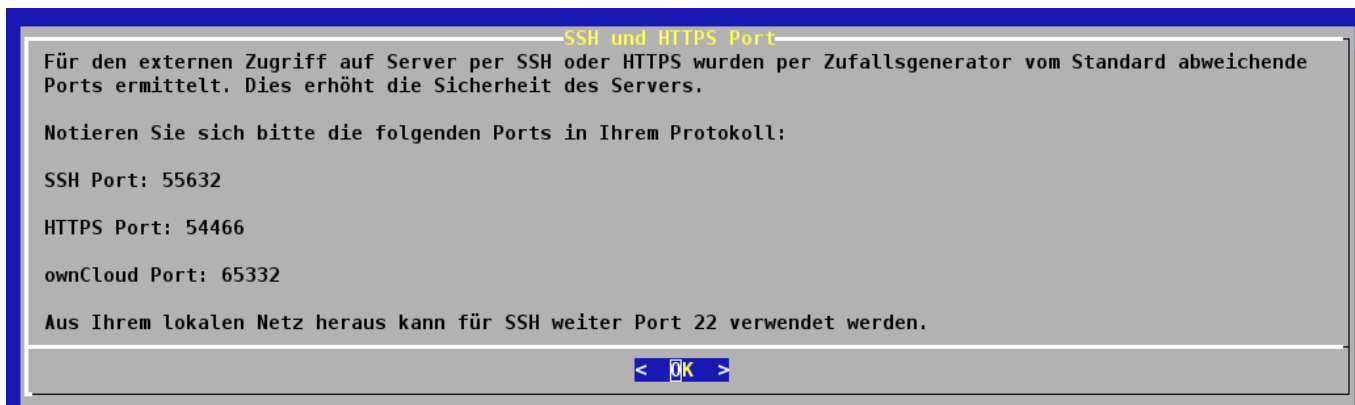 SSH und HTTPS Port
Für den externen Zugriff auf Server per SSH oder HTTPS wurden per Zufallsgenerator vom Standard abweichende
Ports ermittelt. Dies erhöht die Sicherheit des Servers.
Notieren Sie sich bitte die folgenden Ports in Ihrem Protokoll:
SSH Port: 55632
HTTPS Port: 54466
ownCloud Port: 65332
Aus Ihrem lokalen Netz heraus kann für SSH weiter Port 22 verwendet werden.
< OK >